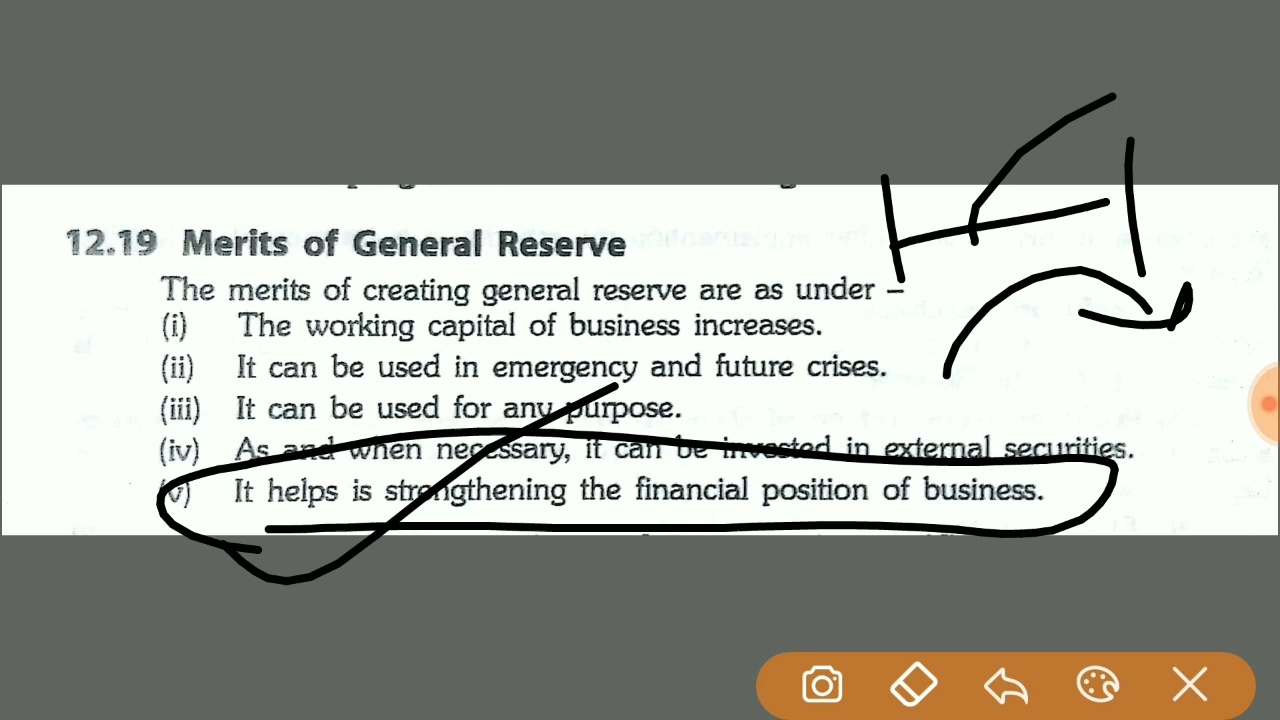 12.19 Merits of General Reserve
The merits of creating general reserve are as under –
(i) The working capital of business increases.
(ii) It can be used in emergency and future crises.
(iii) It can be used for any purpose.
(iv) As and when necessary, it can be invested in external securities.
(v) It helps is strengthening the financial position of business.